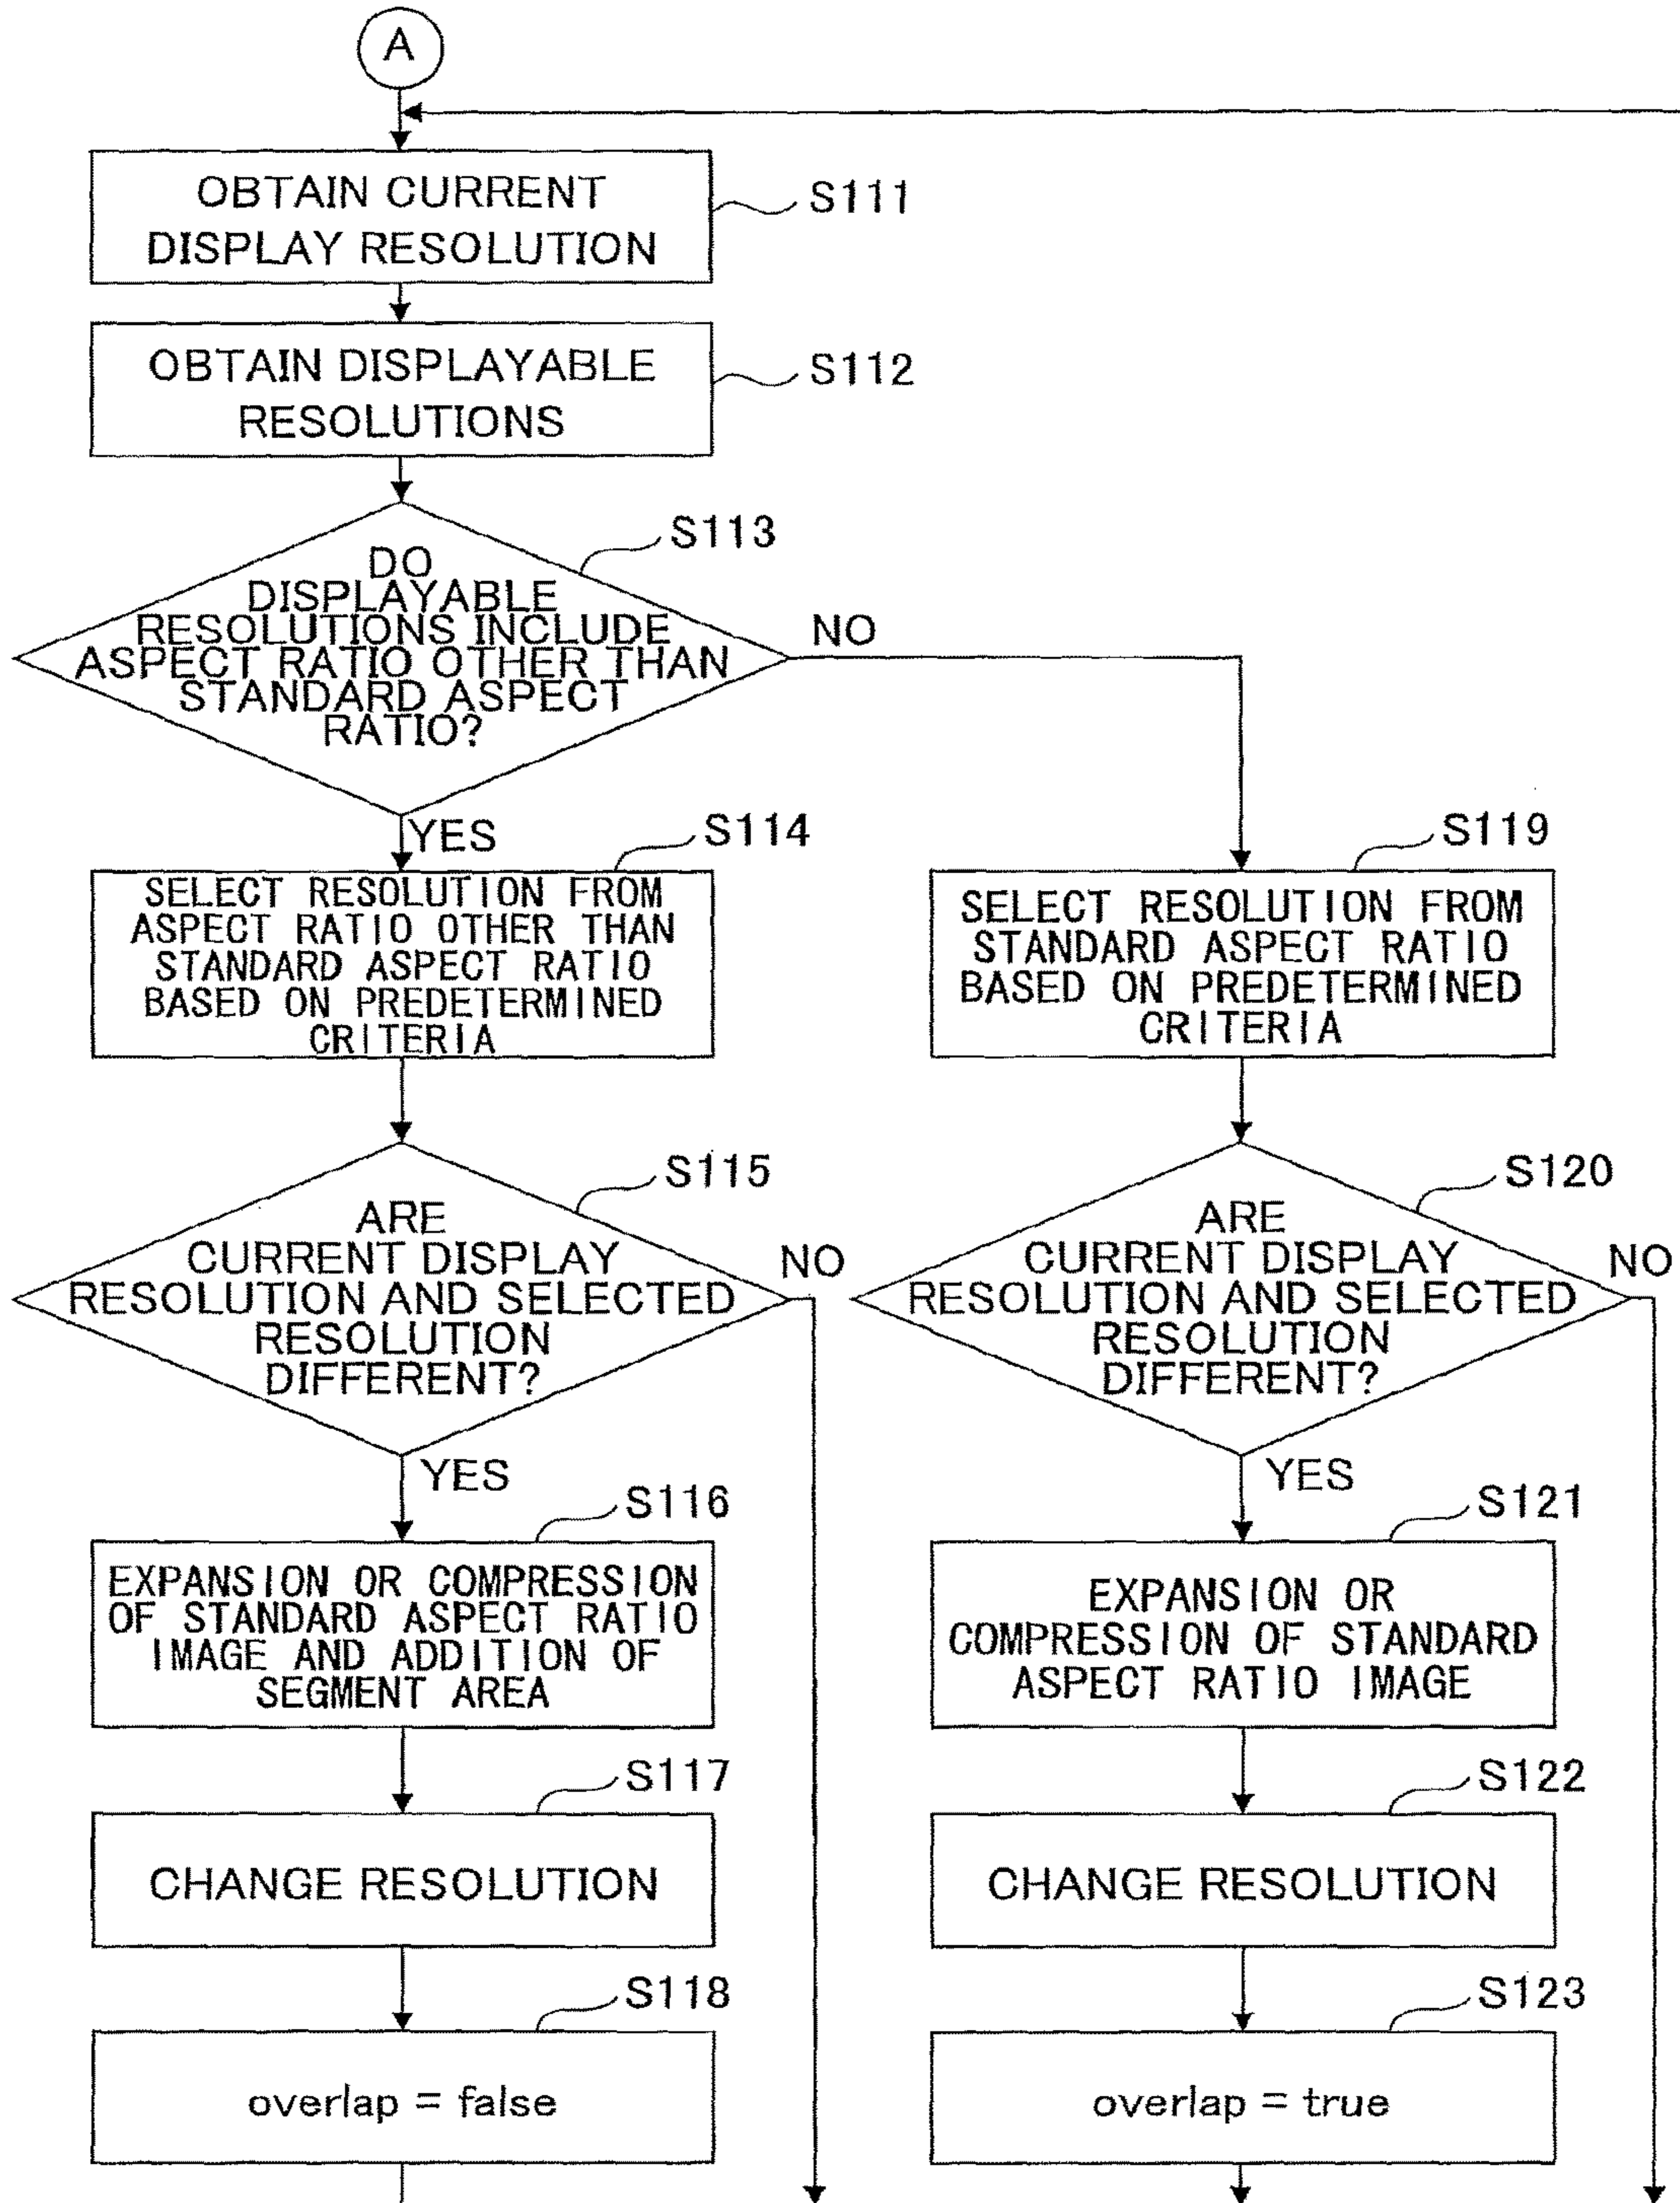 A
OBTAIN CURRENT
DISPLAY RESOLUTION
S111
OBTAIN DISPLAYABLE
RESOLUTIONS
S112
S113
DO
DISPLAYABLE
RESOLUTIONS INCLUDE
ASPECT RATIO OTHER THAN
STANDARD ASPECT
RATIO?
NO
YES
S114
SELECT RESOLUTION FROM
ASPECT RATIO OTHER THAN
STANDARD ASPECT RATIO
BASED ON PREDETERMINED
CRITERIA
S119
SELECT RESOLUTION FROM
STANDARD ASPECT RATIO
BASED ON PREDETERMINED
CRITERIA
S115
ARE
CURRENT DISPLAY
RESOLUTION AND SELECTED
RESOLUTION
DIFFERENT?
NO
YES
S120
ARE
CURRENT DISPLAY
RESOLUTION AND SELECTED
RESOLUTION
DIFFERENT?
NO
YES
S116
EXPANSION OR COMPRESSION
OF STANDARD ASPECT RATIO
IMAGE AND ADDITION OF
SEGMENT AREA
S121
EXPANSION OR
COMPRESSION OF STANDARD
ASPECT RATIO IMAGE
S117
CHANGE RESOLUTION
S122
CHANGE RESOLUTION
S118
overlap = false
S123
overlap = true